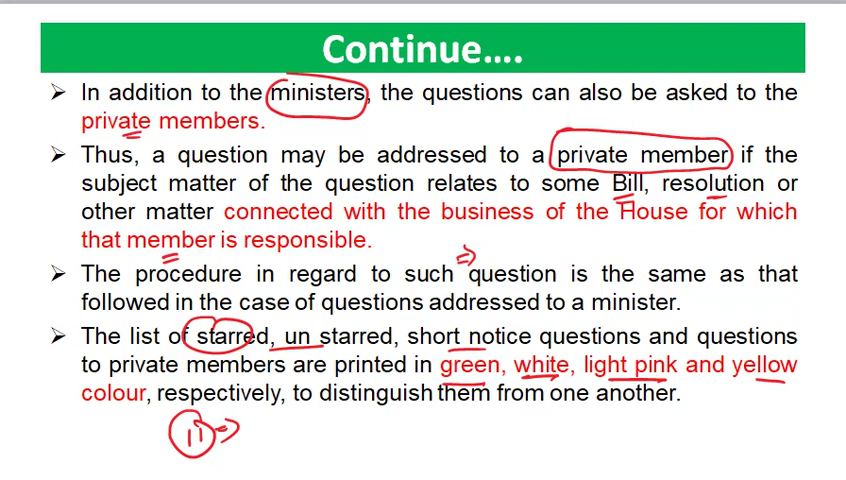 Continue....
➢ In addition to the ministers, the questions can also be asked to the
private members.
➢ Thus, a question may be addressed to a private member if the
subject matter of the question relates to some Bill, resolution or
other matter connected with the business of the House for which
that member is responsible.
➢ The procedure in regard to such question is the same as that
followed in the case of questions addressed to a minister.
➢ The list of starred, un starred, short notice questions and questions
to private members are printed in green, white, light pink and yellow
colour, respectively, to distinguish them from one another.